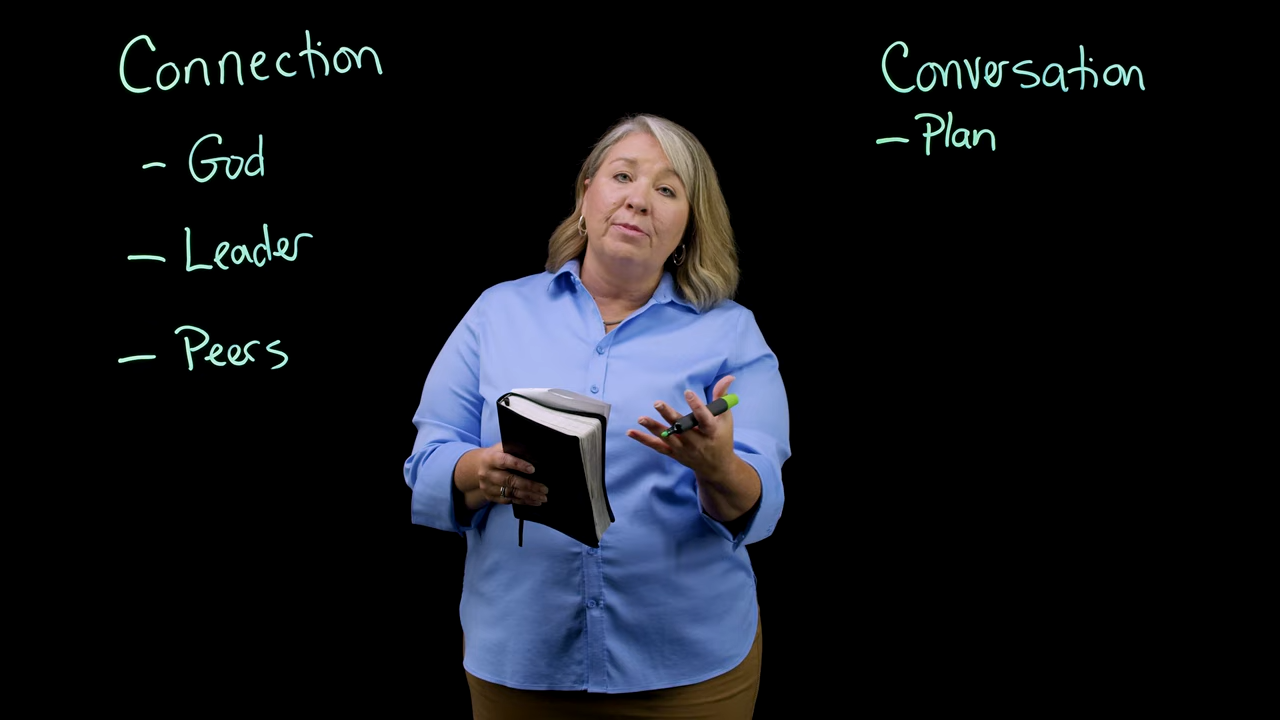 Connection
- God
- Leader
- Peers
Conversation
- Plan